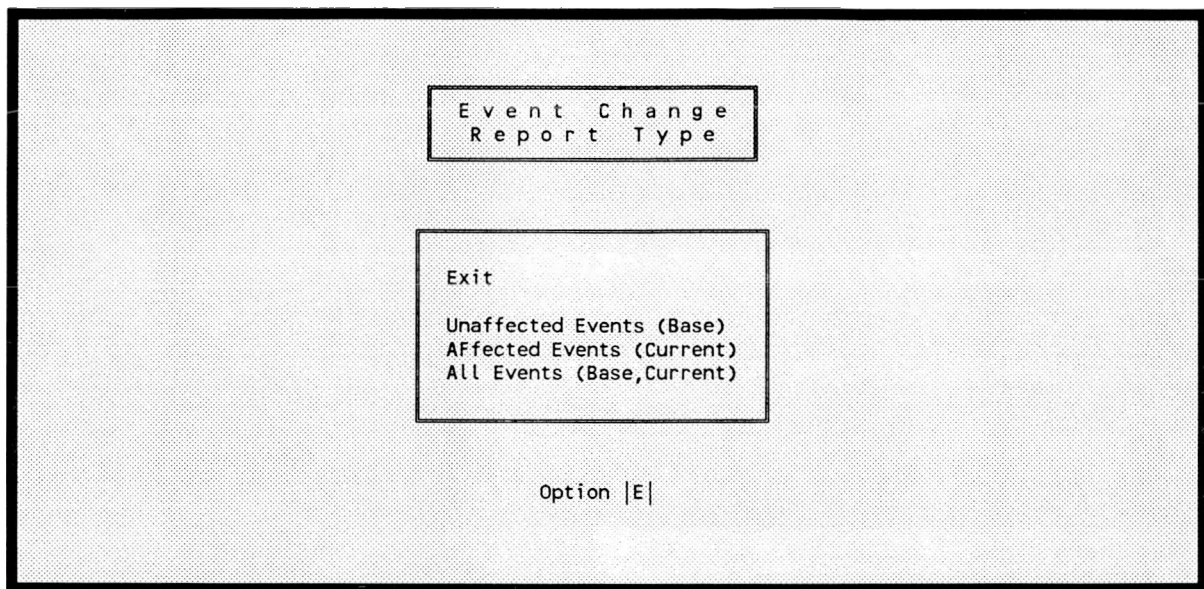 Event Change
Report Type
Exit
Unaffected Events (Base)
AFfected Events (Current)
All Events (Base,Current)
Option |E|